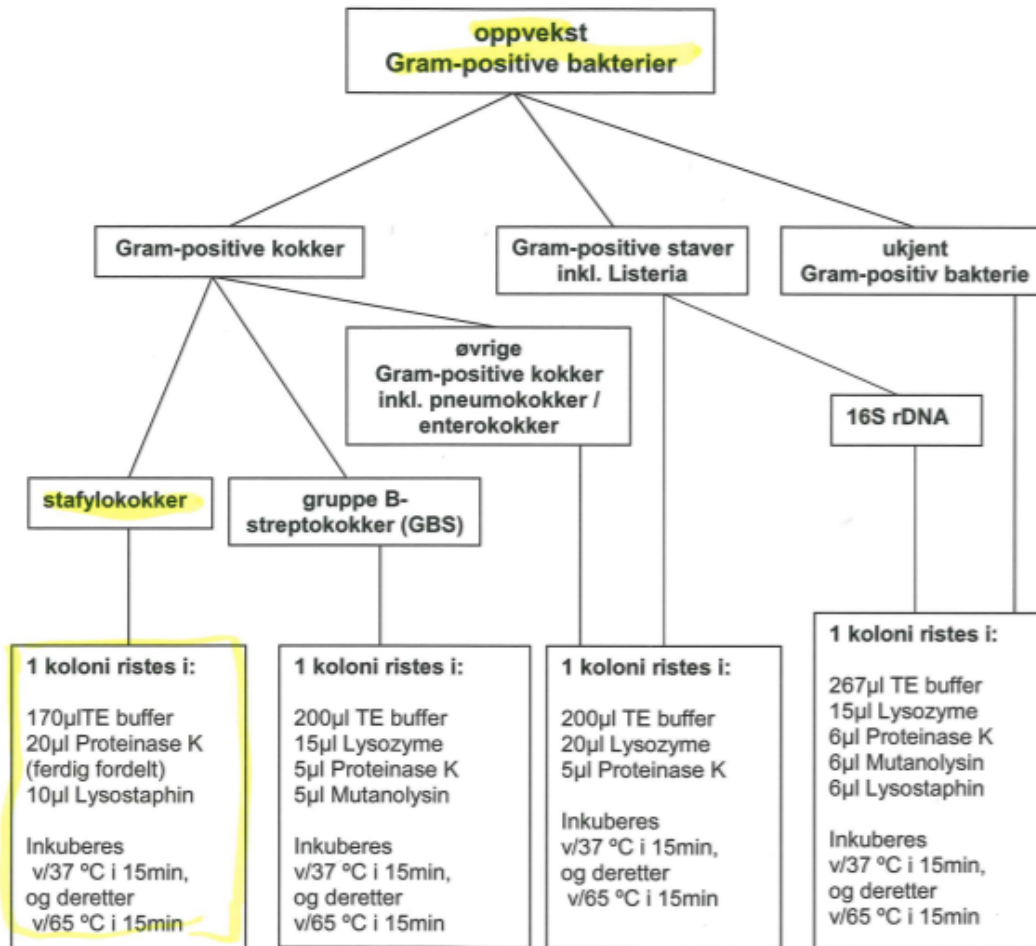 oppvekst
Gram-positive bakterier
Gram-positive kokker
Gram-positive staver
inkl. Listeria
ukjent
Gram-positiv bakterie
øvrige
Gram-positive kokker
inkl. pneumokokker /
enterokokker
16S rDNA
stafylokokker
gruppe B-
streptokokker (GBS)
1 koloni ristes i:
170µlTE buffer
20µl Proteinase K
(ferdig fordelt)
10µl Lysostaphin
Inkuberes
v/37 ºC i 15min,
og deretter
v/65 ºC i 15min
1 koloni ristes i:
200µl TE buffer
15µl Lysozyme
5µl Proteinase K
5µl Mutanolysin
Inkuberes
v/37 ºC i 15min,
og deretter
v/65 ºC i 15min
1 koloni ristes i:
200µl TE buffer
20µl Lysozyme
5µl Proteinase K
Inkuberes
v/37 ºC i 15min,
og deretter
v/65 ºC i 15min
1 koloni ristes i:
267µl TE buffer
15µl Lysozyme
6µl Proteinase K
6µl Mutanolysin
6µl Lysostaphin
Inkuberes
v/37 ºC i 15min,
og deretter
v/65 ºC i 15min